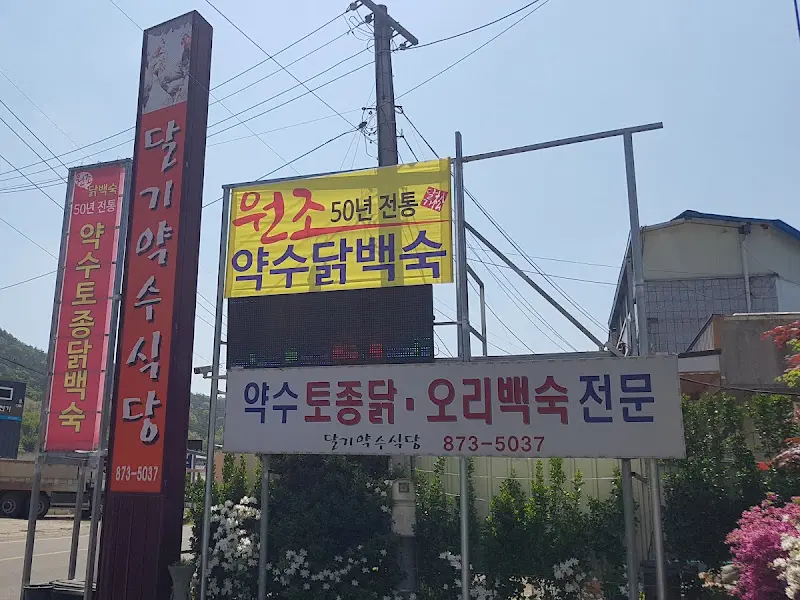 닭백숙
50년 전통
약수토종닭백숙
달기약수식당
873-5037
원조 50년 전통
약수닭백숙
약수 토종닭·오리백숙 전문
달기약수식당 873-5037